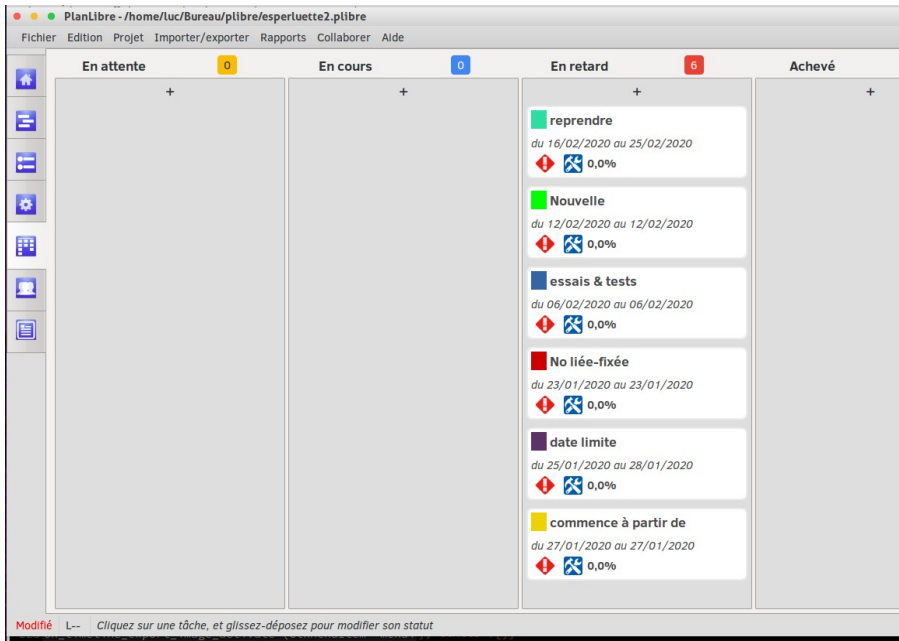 PlanLibre - /home/luc/Bureau/plibre/esperluette2.plibre
Fichier Edition Projet Importer/exporter Rapports Collaborer Aide
En attente 0 En cours 0 En retard 6 Achevé
+ + + +
reprendre
du 16/02/2020 au 25/02/2020
0,0%
Nouvelle
du 12/02/2020 au 12/02/2020
0,0%
essais & tests
du 06/02/2020 au 06/02/2020
0,0%
No liée-fixée
du 23/01/2020 au 23/01/2020
0,0%
date limite
du 25/01/2020 au 28/01/2020
0,0%
commence à partir de
du 27/01/2020 au 27/01/2020
0,0%
Modifié L-- Cliquez sur une tâche, et glissez-déposez pour modifier son statut